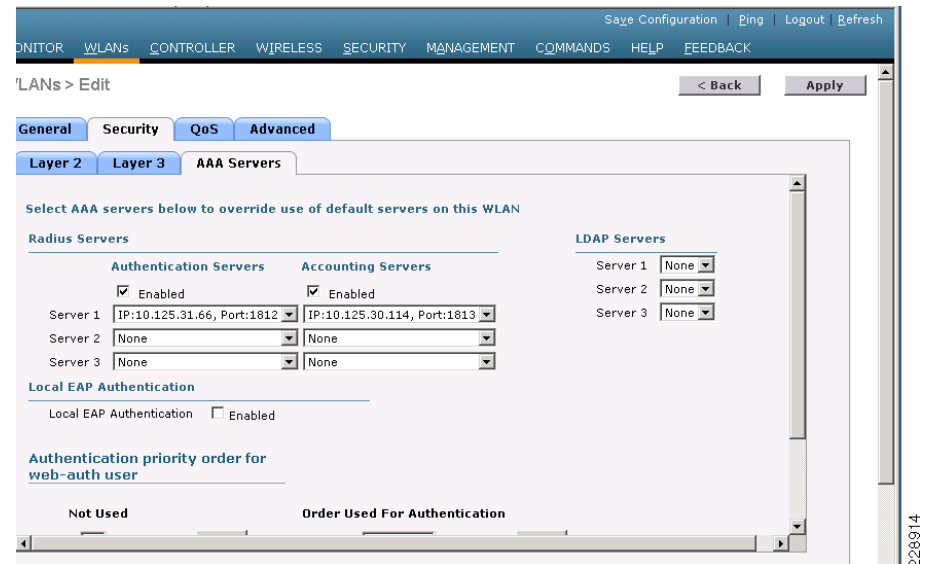 Save Configuration | Ping | Logout | Refresh
ONITOR WLANs CONTROLLER WIRELESS SECURITY MANAGEMENT COMMANDS HELP FEEDBACK
LANs > Edit
< Back Apply
General Security QoS Advanced
Layer 2 Layer 3 AAA Servers
Select AAA servers below to override use of default servers on this WLAN
Radius Servers LDAP Servers
Authentication Servers Accounting Servers Server 1 None
Enabled Enabled Server 2 None
Server 1 IP:10.125.31.66, Port:1812 IP:10.125.30.114, Port:1813 Server 3 None
Server 2 None None
Server 3 None None
Local EAP Authentication
Local EAP Authentication Enabled
Authentication priority order for
web-auth user
Not Used Order Used For Authentication
228914